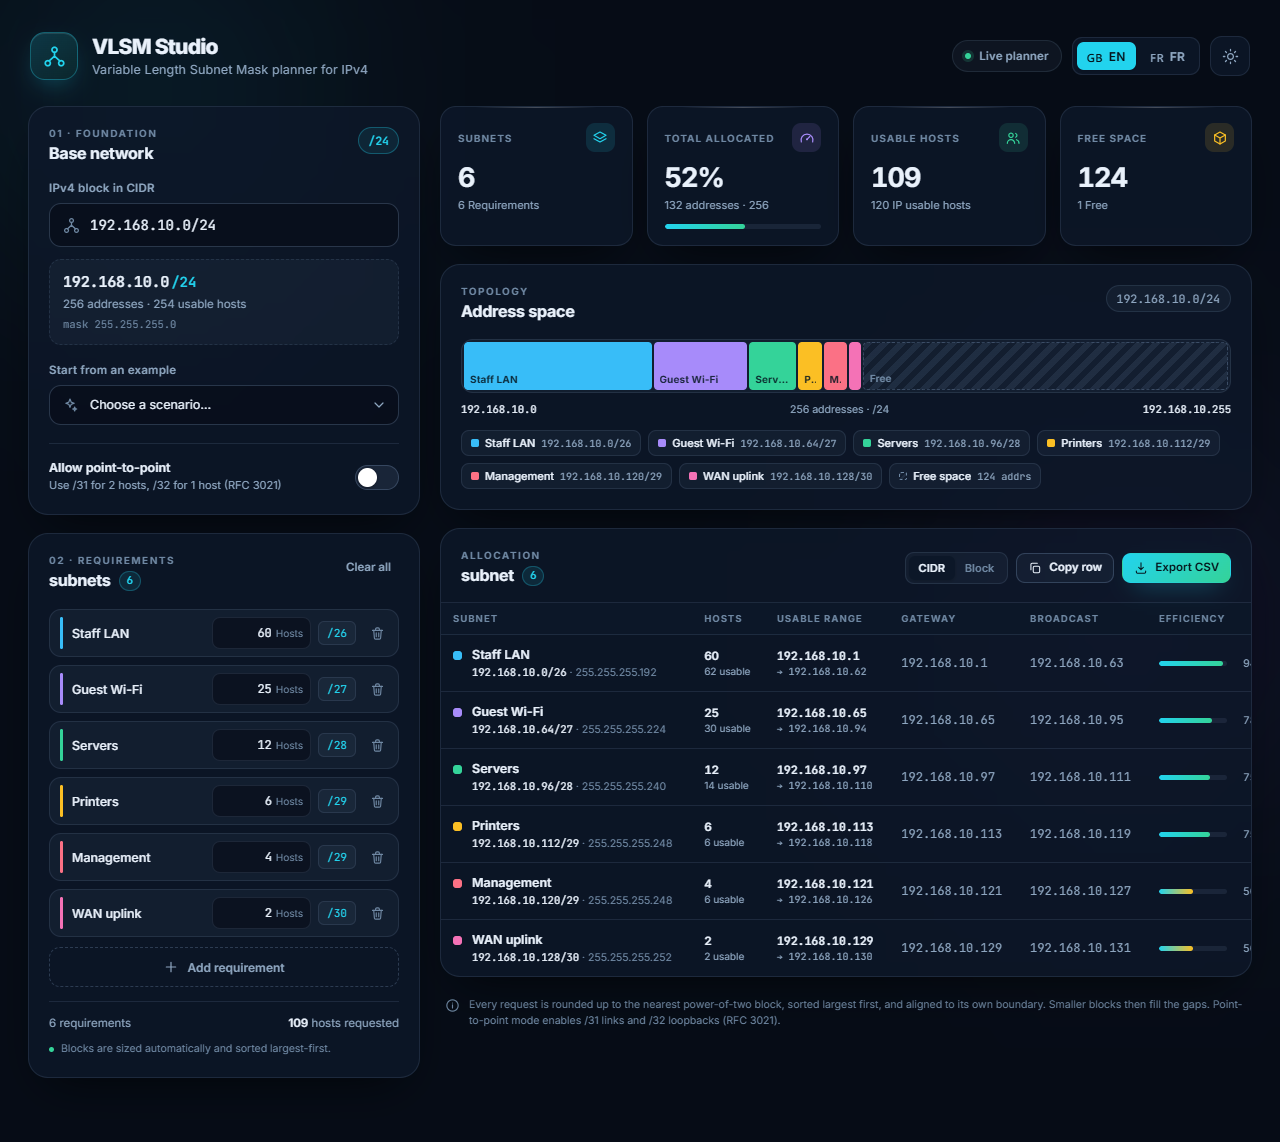 VLSM Studio
Variable Length Subnet Mask planner for IPv4
Live planner
GB EN
FR FR
01 · FOUNDATION
Base network
/24
IPv4 block in CIDR
192.168.10.0/24
192.168.10.0/24
256 addresses · 254 usable hosts
mask 255.255.255.0
Start from an example
Choose a scenario...
Allow point-to-point
Use /31 for 2 hosts, /32 for 1 host (RFC 3021)
02 · REQUIREMENTS
subnets 6
Clear all
Staff LAN 60 Hosts /26
Guest Wi-Fi 25 Hosts /27
Servers 12 Hosts /28
Printers 6 Hosts /29
Management 4 Hosts /29
WAN uplink 2 Hosts /30
Add requirement
6 requirements 109 hosts requested
Blocks are sized automatically and sorted largest-first.
SUBNETS
6
6 Requirements
TOTAL ALLOCATED
52%
132 addresses · 256
USABLE HOSTS
109
120 IP usable hosts
FREE SPACE
124
1 Free
TOPOLOGY
Address space
192.168.10.0/24
Staff LAN Guest Wi-Fi Serv... P.. M. Free
192.168.10.0 256 addresses · /24 192.168.10.255
Staff LAN 192.168.10.0/26 Guest Wi-Fi 192.168.10.64/27 Servers 192.168.10.96/28 Printers 192.168.10.112/29
Management 192.168.10.120/29 WAN uplink 192.168.10.128/30 Free space 124 addrs
ALLOCATION
subnet 6
CIDR Block Copy row Export CSV
SUBNET HOSTS USABLE RANGE GATEWAY BROADCAST EFFICIENCY
Staff LAN 60 192.168.10.1 192.168.10.1 192.168.10.63
192.168.10.0/26 · 255.255.255.192 62 usable → 192.168.10.62
Guest Wi-Fi 25 192.168.10.65 192.168.10.65 192.168.10.95
192.168.10.64/27 · 255.255.255.224 30 usable → 192.168.10.94
Servers 12 192.168.10.97 192.168.10.97 192.168.10.111
192.168.10.96/28 · 255.255.255.240 14 usable → 192.168.10.110
Printers 6 192.168.10.113 192.168.10.113 192.168.10.119
192.168.10.112/29 · 255.255.255.248 6 usable → 192.168.10.118
Management 4 192.168.10.121 192.168.10.121 192.168.10.127
192.168.10.120/29 · 255.255.255.248 6 usable → 192.168.10.126
WAN uplink 2 192.168.10.129 192.168.10.129 192.168.10.131
192.168.10.128/30 · 255.255.255.252 2 usable → 192.168.10.130
Every request is rounded up to the nearest power-of-two block, sorted largest first, and aligned to its own boundary. Smaller blocks then fill the gaps. Point-
to-point mode enables /31 links and /32 loopbacks (RFC 3021).